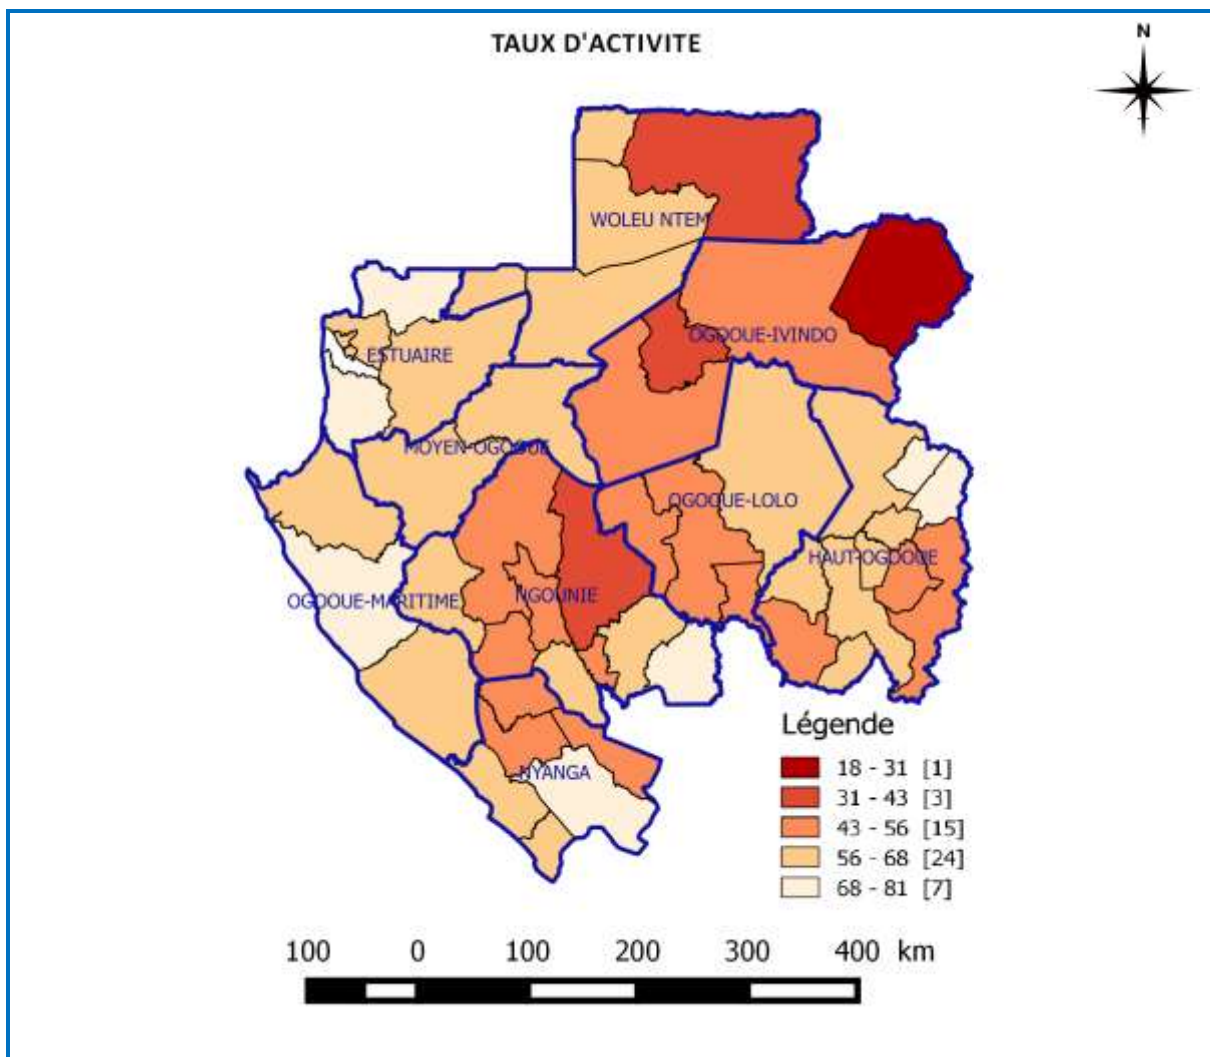 TAUX D'ACTIVITE
N
WOLEU NTEM
OGOOUE-IVINDO
ESTUAIRE
MOYEN-OGOOUE
OGOOUE-LOLO
HAUT-OGOOUE
OGOOUE-MARITIME
NGOUNIE
NYANGA
Légende
18 - 31 [1]
31 - 43 [3]
43 - 56 [15]
56 - 68 [24]
68 - 81 [7]
100 0 100 200 300 400 km